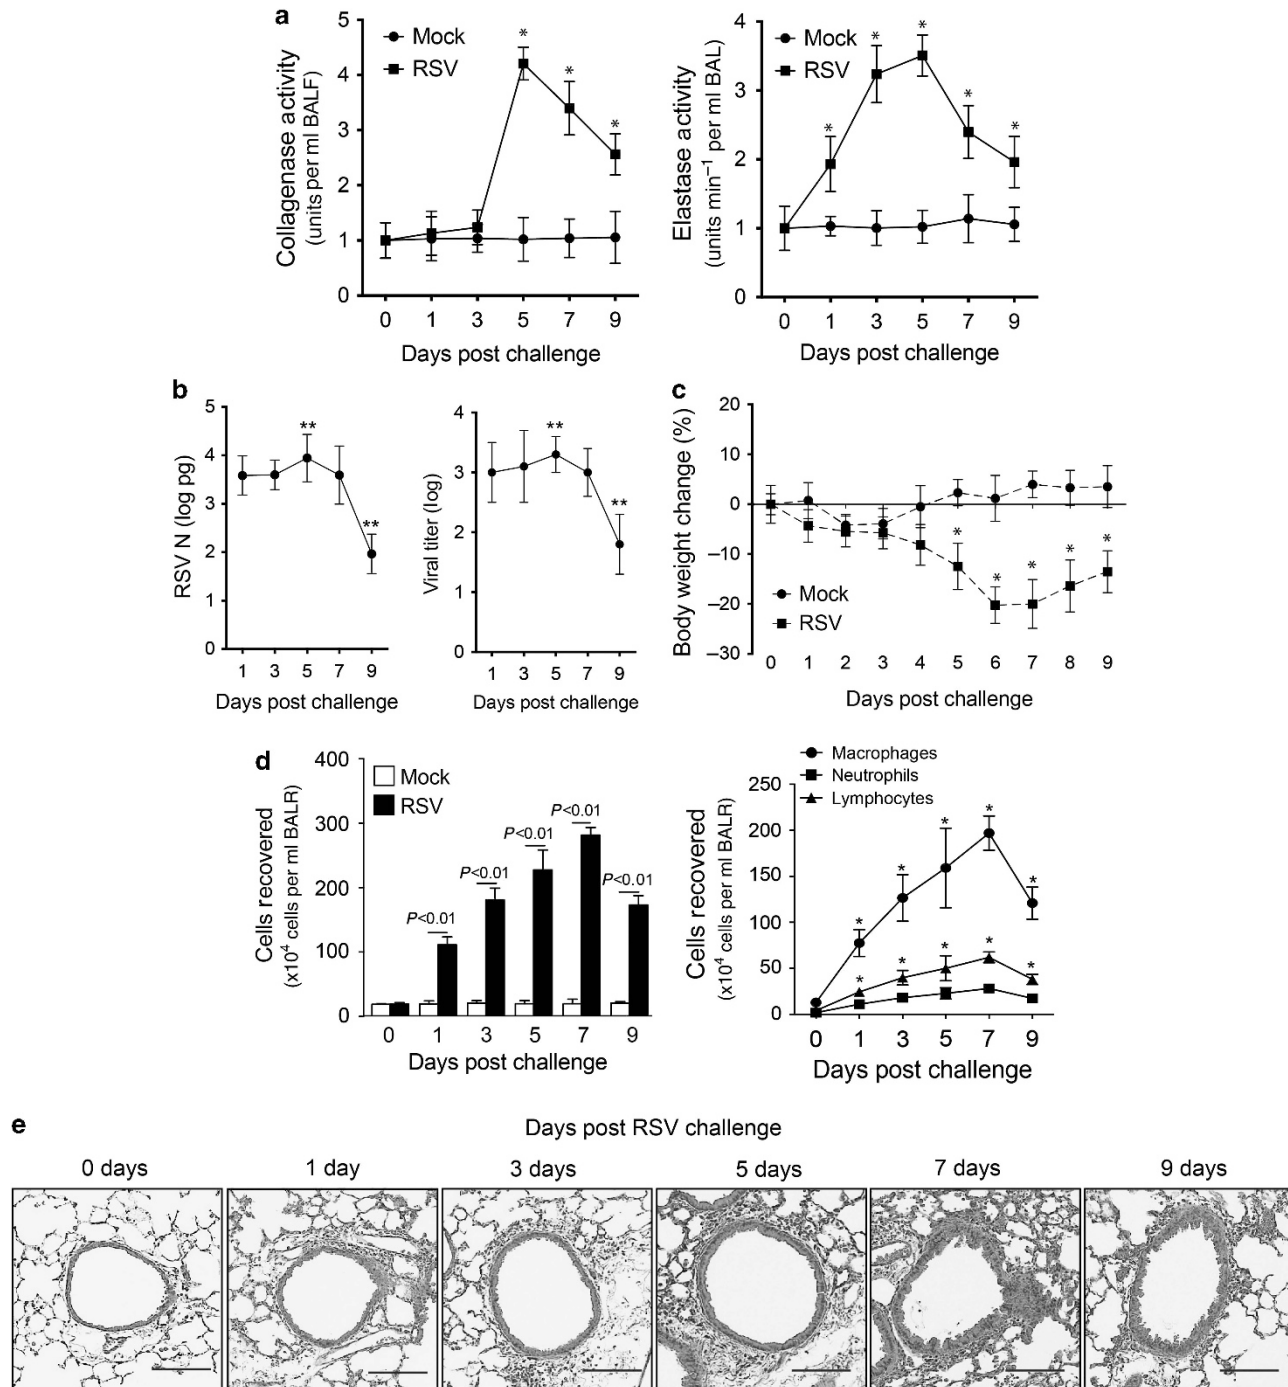 a
Collagenase activity
(units per ml BALF)
5
4
3
2
1
0
Mock
RSV
*
*
*
0 1 3 5 7 9
Days post challenge
Elastase activity
(units min⁻¹ per ml BAL)
4
3
2
1
0
Mock
RSV
*
*
*
*
*
0 1 3 5 7 9
Days post challenge
b
RSV N (log pg)
5
4
3
2
1
0
**
**
1 3 5 7 9
Days post challenge
Viral titer (log)
4
3
2
1
0
**
**
1 3 5 7 9
Days post challenge
c
Body weight change (%)
20
10
0
–10
–20
–30
Mock
RSV
*
*
*
*
*
0 1 2 3 4 5 6 7 8 9
Days post challenge
d
Cells recovered
(x10⁴ cells per ml BALR)
400
300
200
100
0
Mock
RSV
P<0.01
P<0.01
P<0.01
P<0.01
P<0.01
0 1 3 5 7 9
Days post challenge
Macrophages
Neutrophils
Lymphocytes
Cells recovered
(x10⁴ cells per ml BALR)
250
200
150
100
50
0
*
*
*
*
*
*
*
*
*
*
0 1 3 5 7 9
Days post challenge
e
Days post RSV challenge
0 days 1 day 3 days 5 days 7 days 9 days